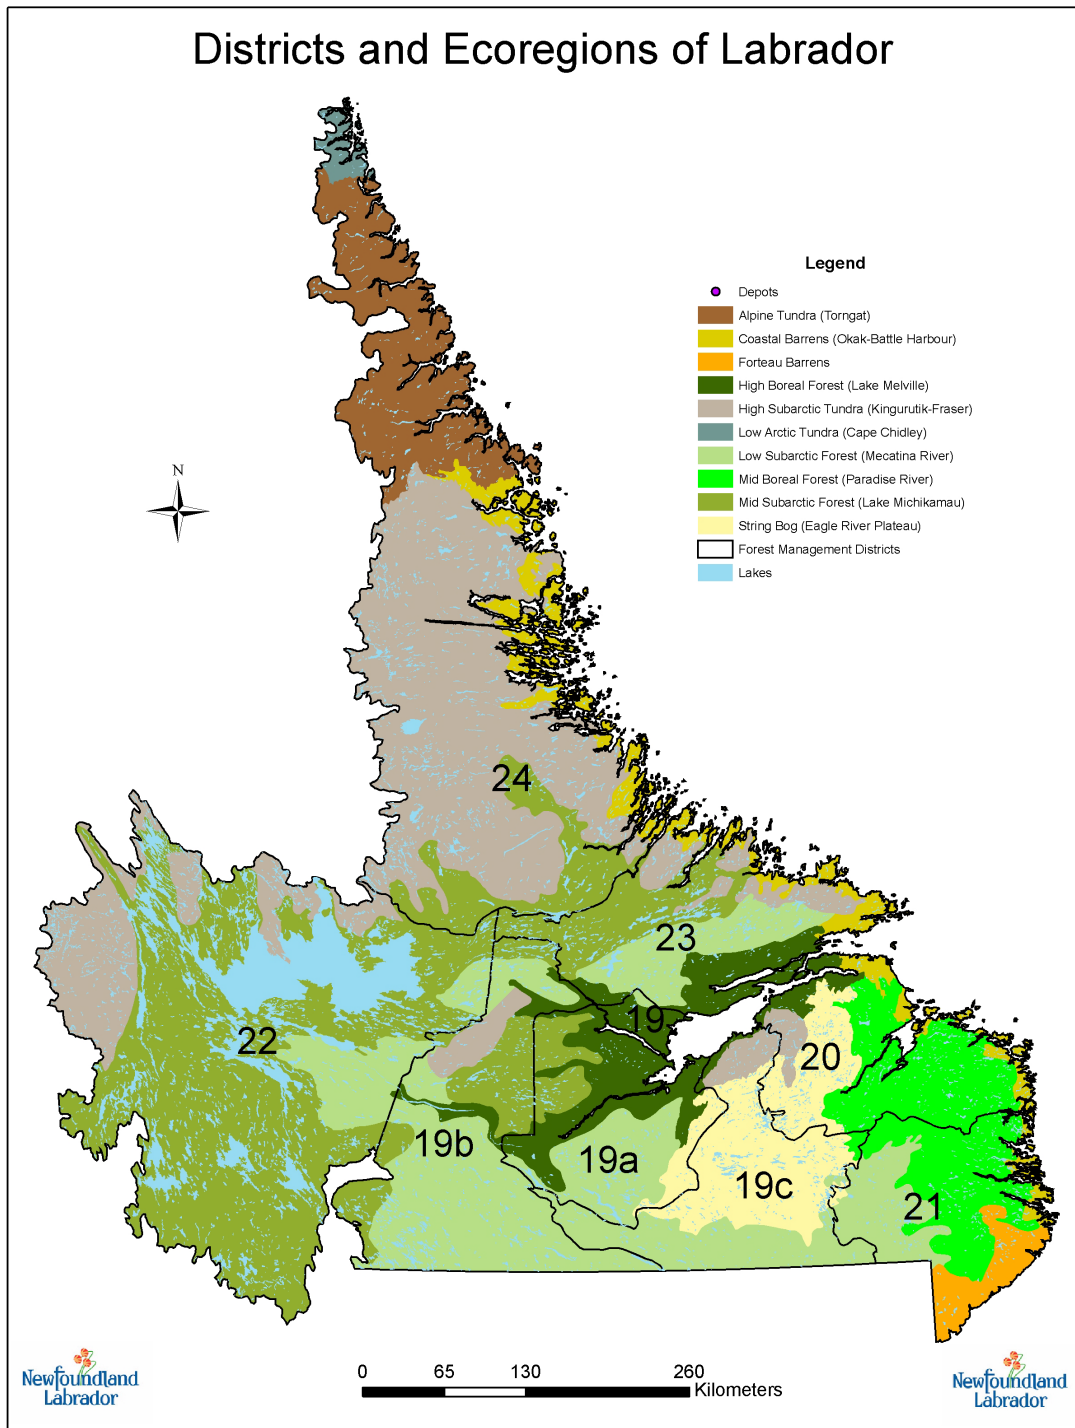 Districts and Ecoregions of Labrador
Legend
Depots
Alpine Tundra (Torngat)
Coastal Barrens (Okak-Battle Harbour)
Forteau Barrens
High Boreal Forest (Lake Melville)
High Subarctic Tundra (Kingurutik-Fraser)
Low Arctic Tundra (Cape Chidley)
Low Subarctic Forest (Mecatina River)
Mid Boreal Forest (Paradise River)
Mid Subarctic Forest (Lake Michikamau)
String Bog (Eagle River Plateau)
Forest Management Districts
Lakes
N
24
23
19
22
20
19b
19a
19c
21
0 65 130 260
Kilometers
Newfoundland
Labrador
Newfoundland
Labrador